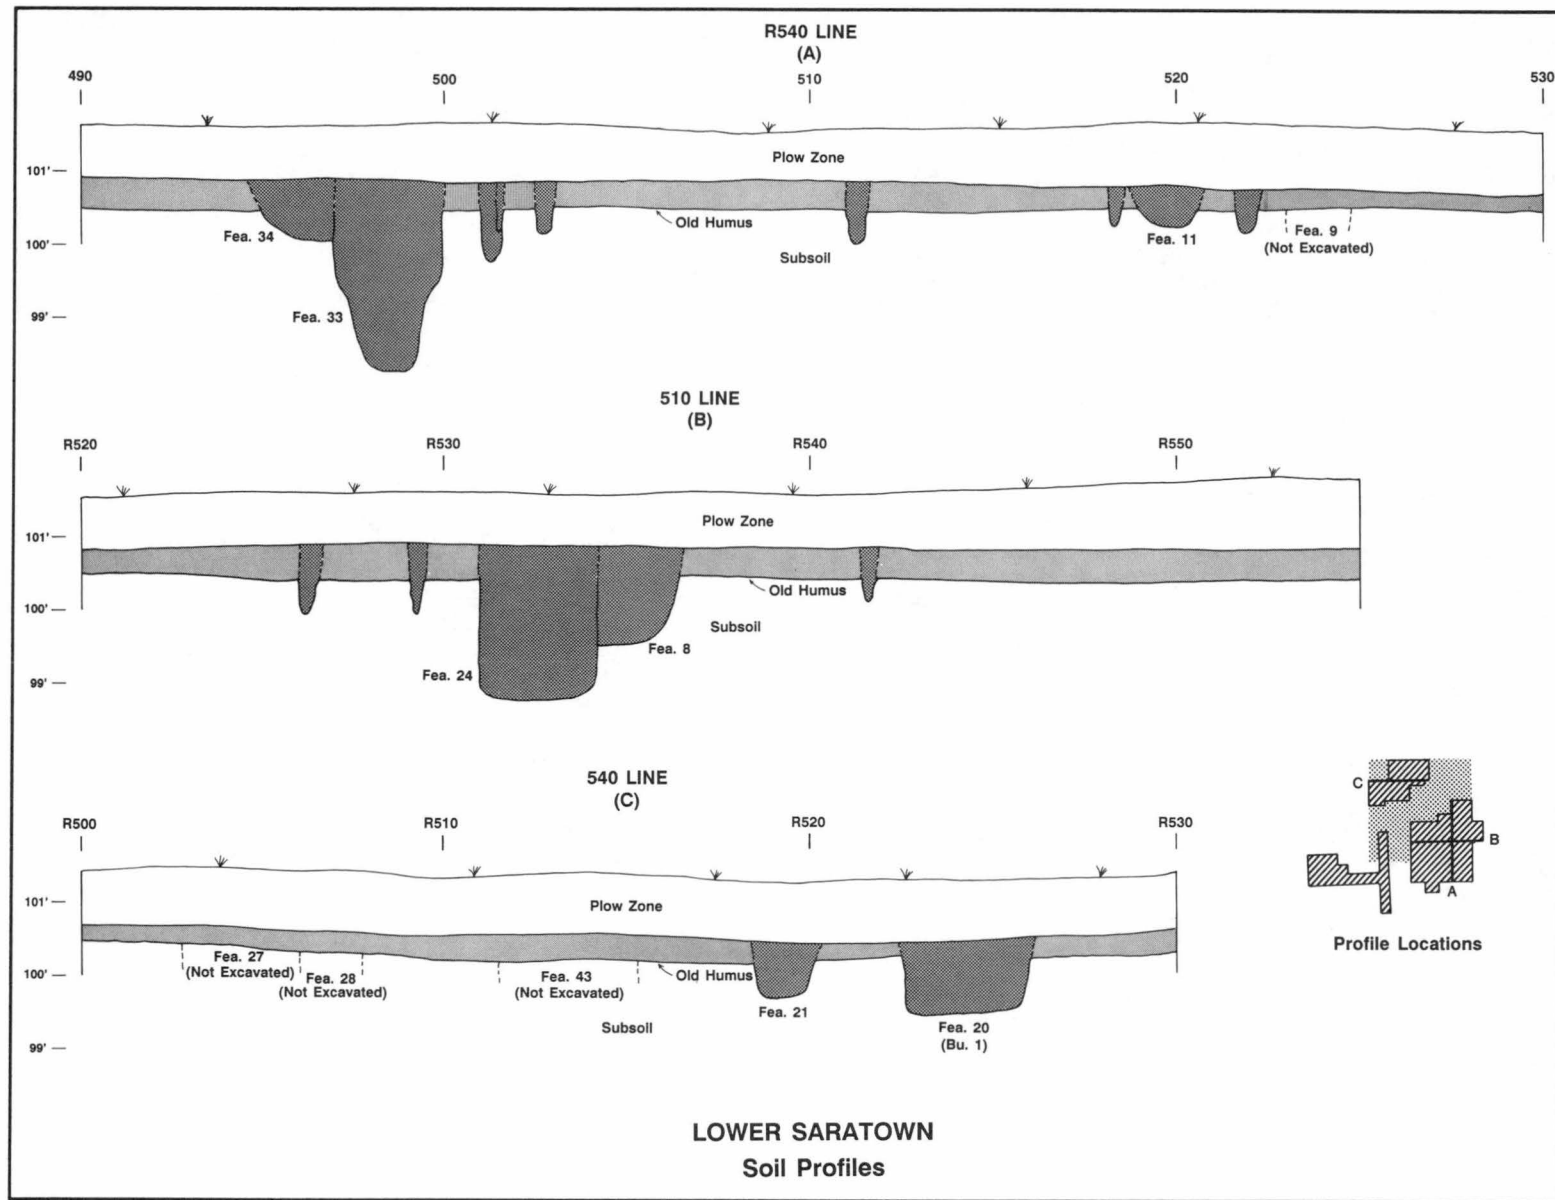 R540 LINE
(A)
490 500 510 520 530
Plow Zone
101'
Old Humus
Fea. 34
Fea. 11
Fea. 9
(Not Excavated)
100'
Subsoil
Fea. 33
99'
510 LINE
(B)
R520 R530 R540 R550
Plow Zone
101'
Old Humus
100'
Subsoil
Fea. 8
Fea. 24
99'
540 LINE
(C)
R500 R510 R520 R530
Plow Zone
101'
Fea. 27
(Not Excavated)
Fea. 28
(Not Excavated)
Fea. 43
(Not Excavated)
Old Humus
100'
Fea. 21
Subsoil
Fea. 20
(Bu. 1)
99'
C
B
A
Profile Locations
LOWER SARATOWN
Soil Profiles